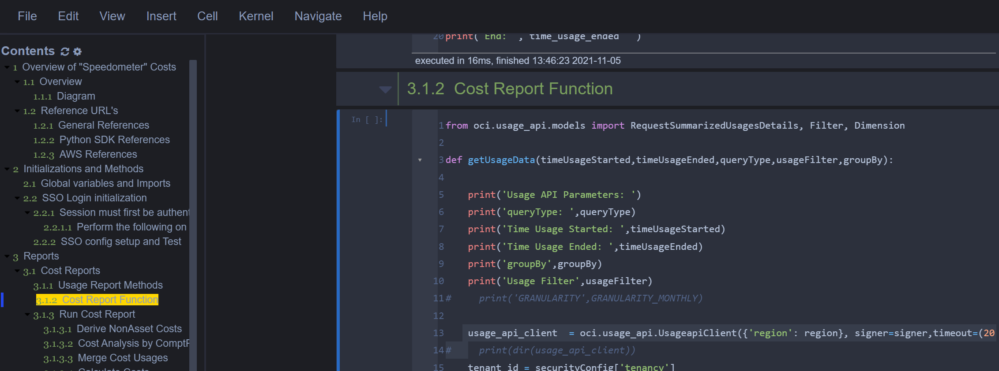 File Edit View Insert Cell Kernel Navigate Help
Contents
1 Overview of "Speedometer" Costs
1.1 Overview
1.1.1 Diagram
1.2 Reference URL's
1.2.1 General References
1.2.2 Python SDK References
1.2.3 AWS References
2 Initializations and Methods
2.1 Global variables and Imports
2.2 SSO Login initialization
2.2.1 Session must first be authent
2.2.1.1 Perform the following on
2.2.2 SSO config setup and Test
3 Reports
3.1 Cost Reports
3.1.1 Usage Report Methods
3.1.2 Cost Report Function
3.1.3 Run Cost Report
3.1.3.1 Derive NonAsset Costs
3.1.3.2 Cost Analysis by Compt
3.1.3.3 Merge Cost Usages
Calculate Costs
20 print( End: , time_usage_ended )
executed in 16ms, finished 13:46:23 2021-11-05
3.1.2 Cost Report Function
In [ ]:
1 from oci.usage_api.models import RequestSummarizedUsagesDetails, Filter, Dimension
2
3 def getUsageData(timeUsageStarted,timeUsageEnded,queryType,usageFilter,groupBy):
4
5 print('Usage API Parameters: ')
6 print('queryType: ',queryType)
7 print('Time Usage Started: ',timeUsageStarted)
8 print('Time Usage Ended: ',timeUsageEnded)
9 print('groupBy',groupBy)
10 print('Usage Filter',usageFilter)
11 # print('GRANULARITY',GRANULARITY_MONTHLY)
12
13 usage_api_client = oci.usage_api.UsageapiClient({'region': region}, signer=signer,timeout=(20
14 # print(dir(usage_api_client))
15 tenant_id = securityConfig['tenancy']